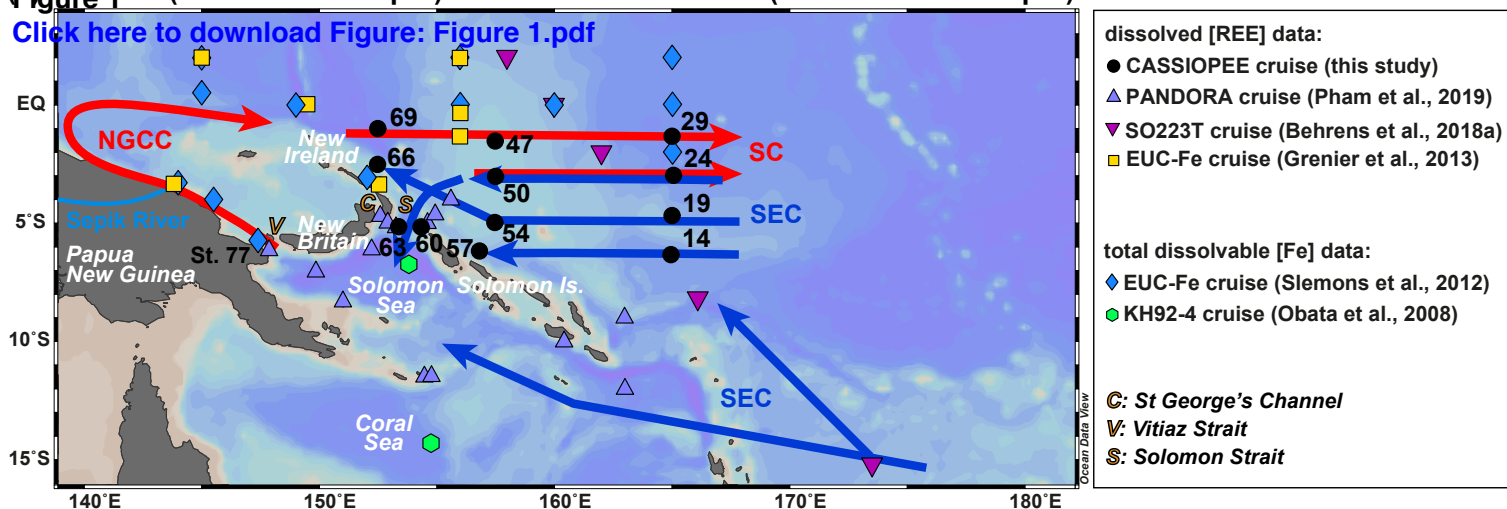 Click here to download Figure: Figure 1.pdf
EQ
5°S
10°S
15°S
140°E
150°E
160°E
170°E
180°E
NGCC
New
Ireland
69
66
47
29
SC
24
50
19
SEC
54
14
57
60
63
C
S
V
Sepik River
New
Britain
St. 77
Papua
New Guinea
Solomon
Sea
Solomon Is.
SEC
Coral
Sea
Ocean Data View
dissolved [REE] data:
CASSIOPEE cruise (this study)
PANDORA cruise (Pham et al., 2019)
SO223T cruise (Behrens et al., 2018a)
EUC-Fe cruise (Grenier et al., 2013)
total dissolvable [Fe] data:
EUC-Fe cruise (Slemons et al., 2012)
KH92-4 cruise (Obata et al., 2008)
C: St George's Channel
V: Vitiaz Strait
S: Solomon Strait